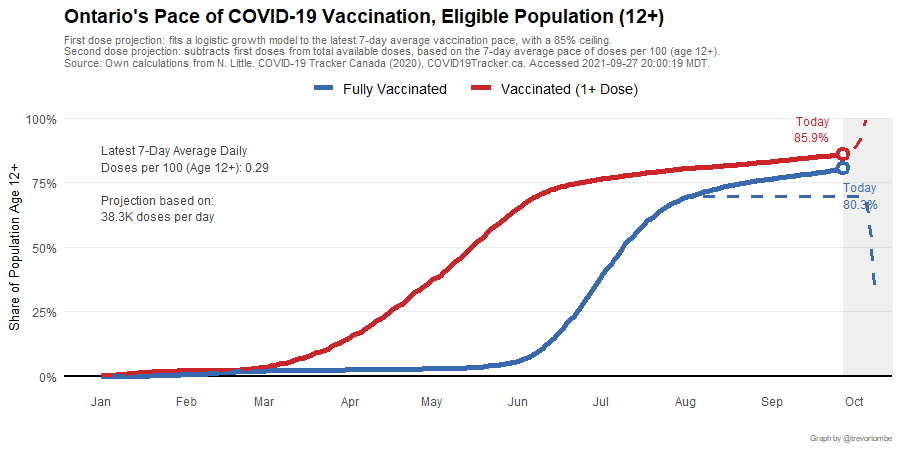 Ontario's Pace of COVID-19 Vaccination, Eligible Population (12+)
First dose projection: fits a logistic growth model to the latest 7-day average vaccination pace, with a 85% ceiling.
Second dose projection: subtracts first doses from total available doses, based on the 7-day average pace of doses per 100 (age 12+).
Source: Own calculations from N. Little. COVID-19 Tracker Canada (2020), COVID19Tracker.ca. Accessed 2021-09-27 20:00:19 MDT.
Fully Vaccinated Vaccinated (1+ Dose)
100%
75%
50%
25%
0%
Share of Population Age 12+
Latest 7-Day Average Daily
Doses per 100 (Age 12+): 0.29
Projection based on:
38.3K doses per day
Today
85.9%
Today
80.3%
Jan Feb Mar Apr May Jun Jul Aug Sep Oct
Graph by @trevortombe